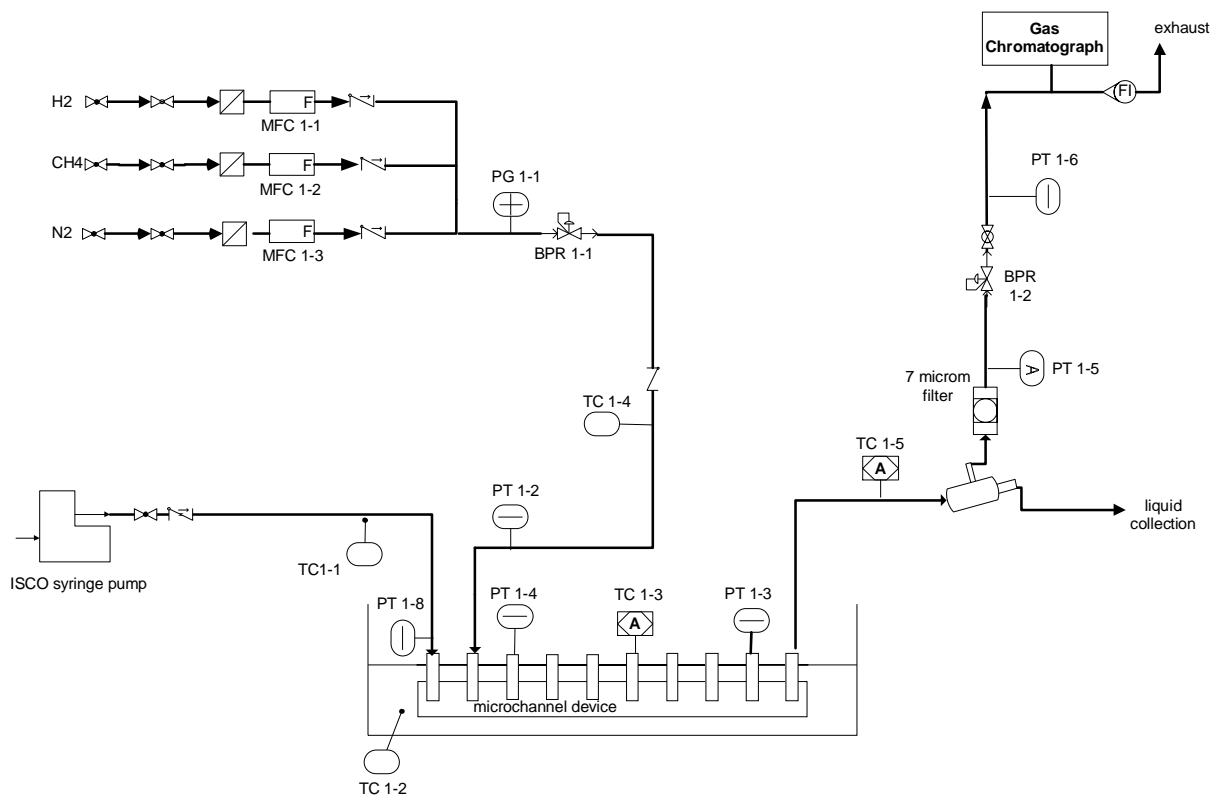 Gas
Chromatograph
exhaust
FI
H2
F
MFC 1-1
CH4
F
MFC 1-2
N2
F
MFC 1-3
PG 1-1
BPR 1-1
PT 1-6
BPR
1-2
A
PT 1-5
7 microm
filter
TC 1-4
TC 1-5
A
PT 1-2
liquid
collection
ISCO syringe pump
TC1-1
PT 1-8
PT 1-4
TC 1-3
A
PT 1-3
microchannel device
TC 1-2